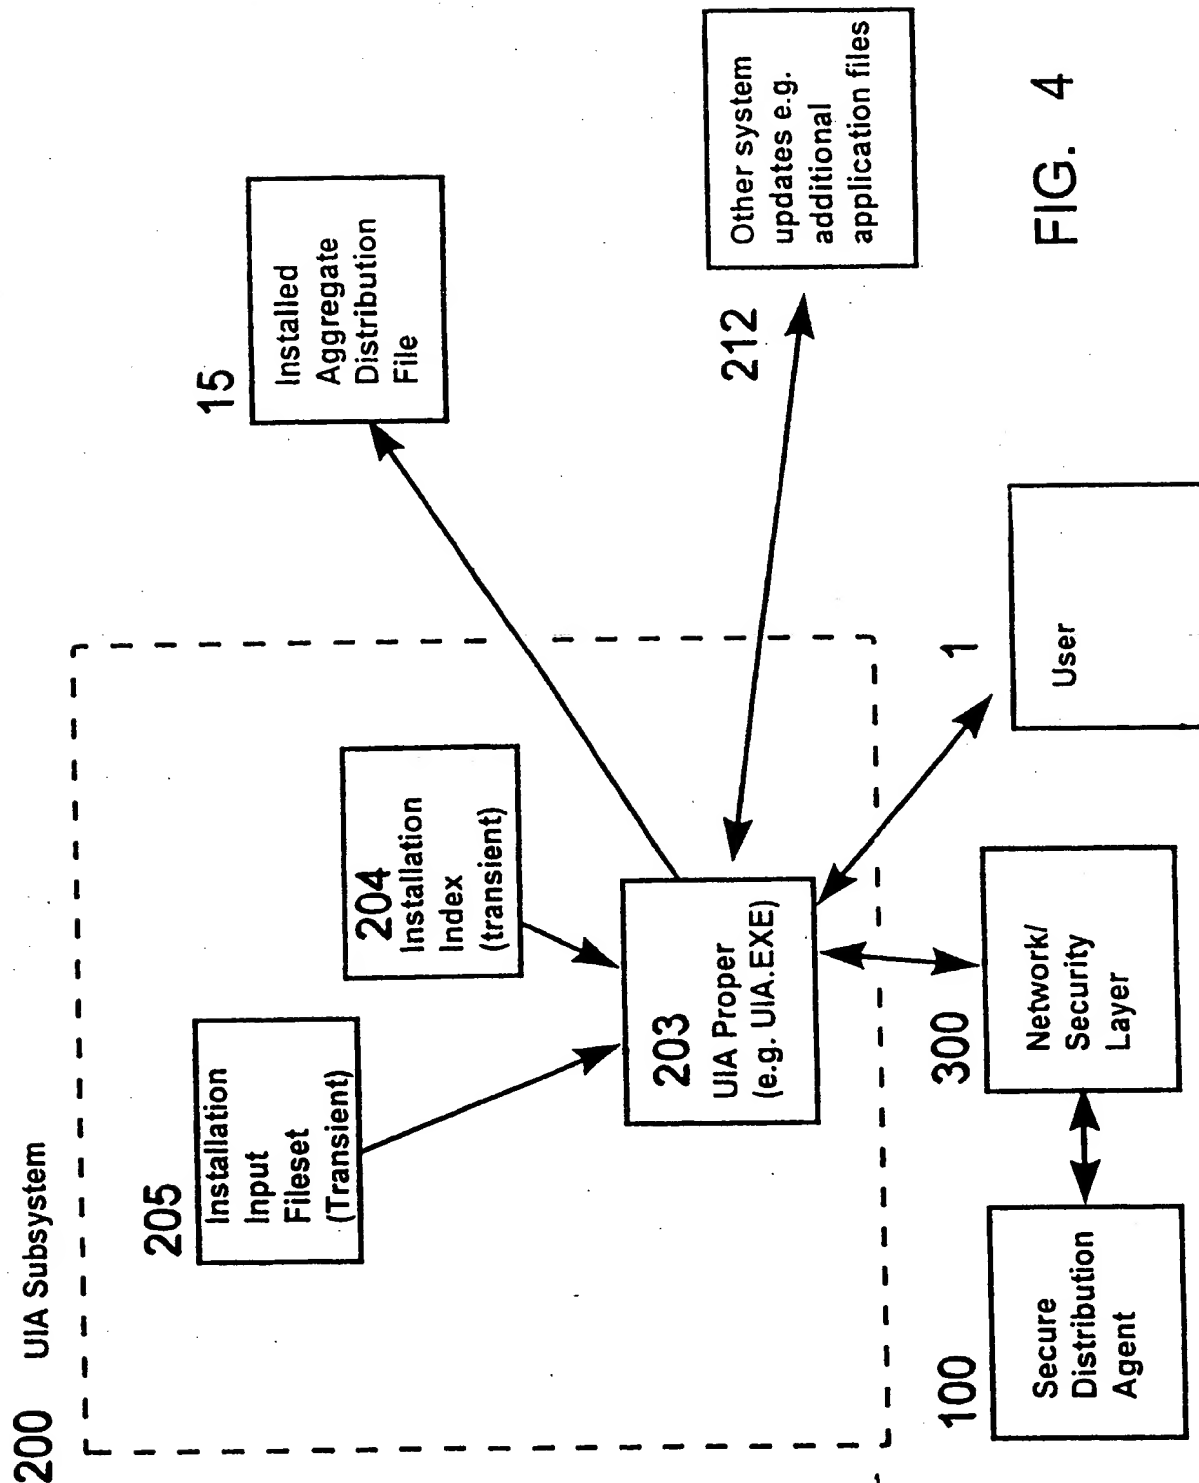 200 UIA Subsystem
205
Installation
Input
Fileset
(Transient)
204
Installation
Index
(transient)
15
Installed
Aggregate
Distribution
File
203
UIA Proper
(e.g. UIA.EXE)
212
Other system
updates e.g.
additional
application files
100
Secure
Distribution
Agent
300
Network/
Security
Layer
1
User
FIG. 4